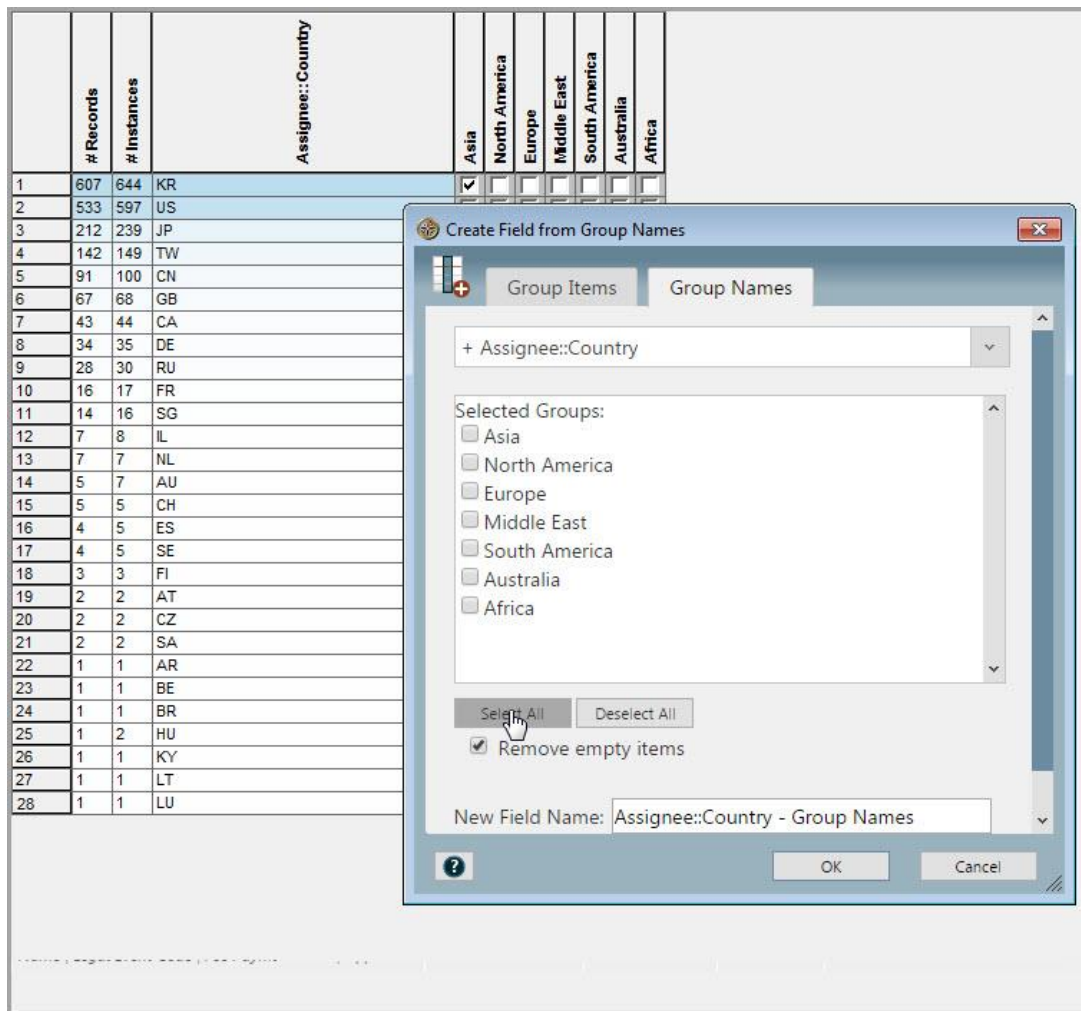 # Records # Instances Assignee::Country Asia North America Europe Middle East South America Australia Africa
1 607 644 KR
2 533 597 US
3 212 239 JP
4 142 149 TW
5 91 100 CN
6 67 68 GB
7 43 44 CA
8 34 35 DE
9 28 30 RU
10 16 17 FR
11 14 16 SG
12 7 8 IL
13 7 7 NL
14 5 7 AU
15 5 5 CH
16 4 5 ES
17 4 5 SE
18 3 3 FI
19 2 2 AT
20 2 2 CZ
21 2 2 SA
22 1 1 AR
23 1 1 BE
24 1 1 BR
25 1 2 HU
26 1 1 KY
27 1 1 LT
28 1 1 LU
Create Field from Group Names
Group Items Group Names
+ Assignee::Country
Selected Groups:
Asia
North America
Europe
Middle East
South America
Australia
Africa
Select All Deselect All
Remove empty items
New Field Name: Assignee::Country - Group Names
? OK Cancel